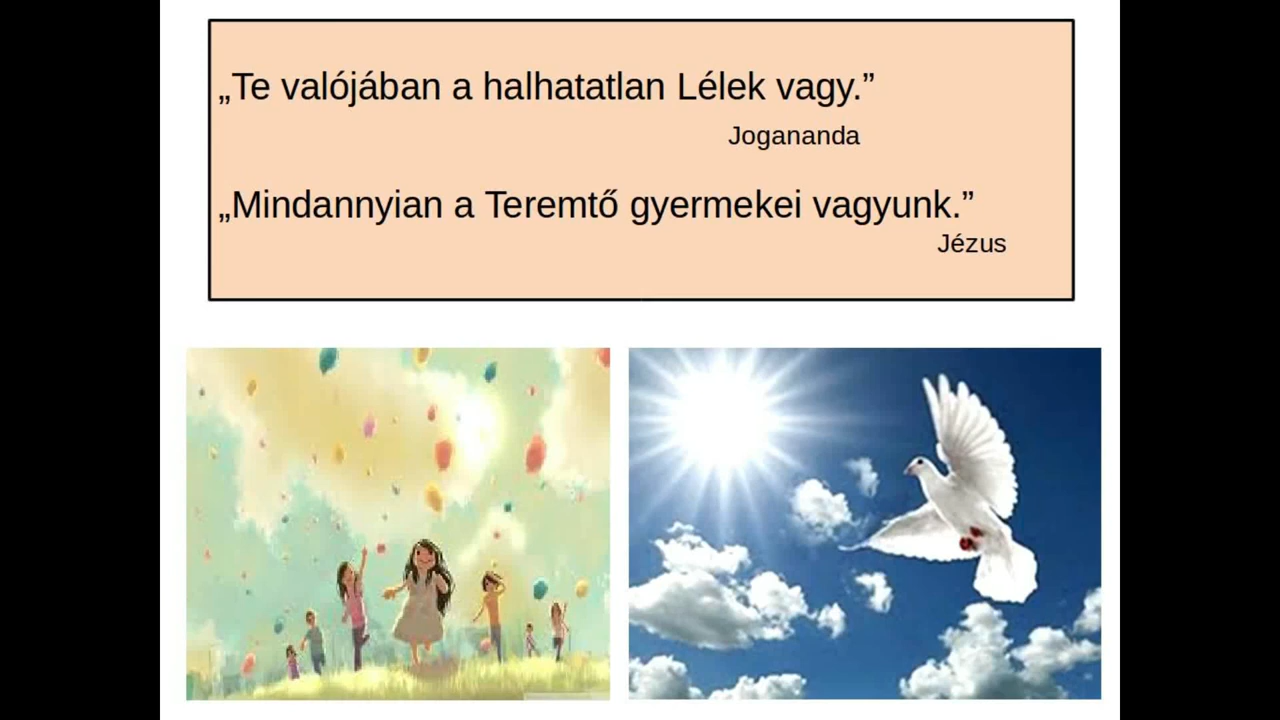 „Te valójában a halhatatlan Lélek vagy.”
Jogananda
„Mindannyian a Teremtő gyermekei vagyunk.”
Jézus